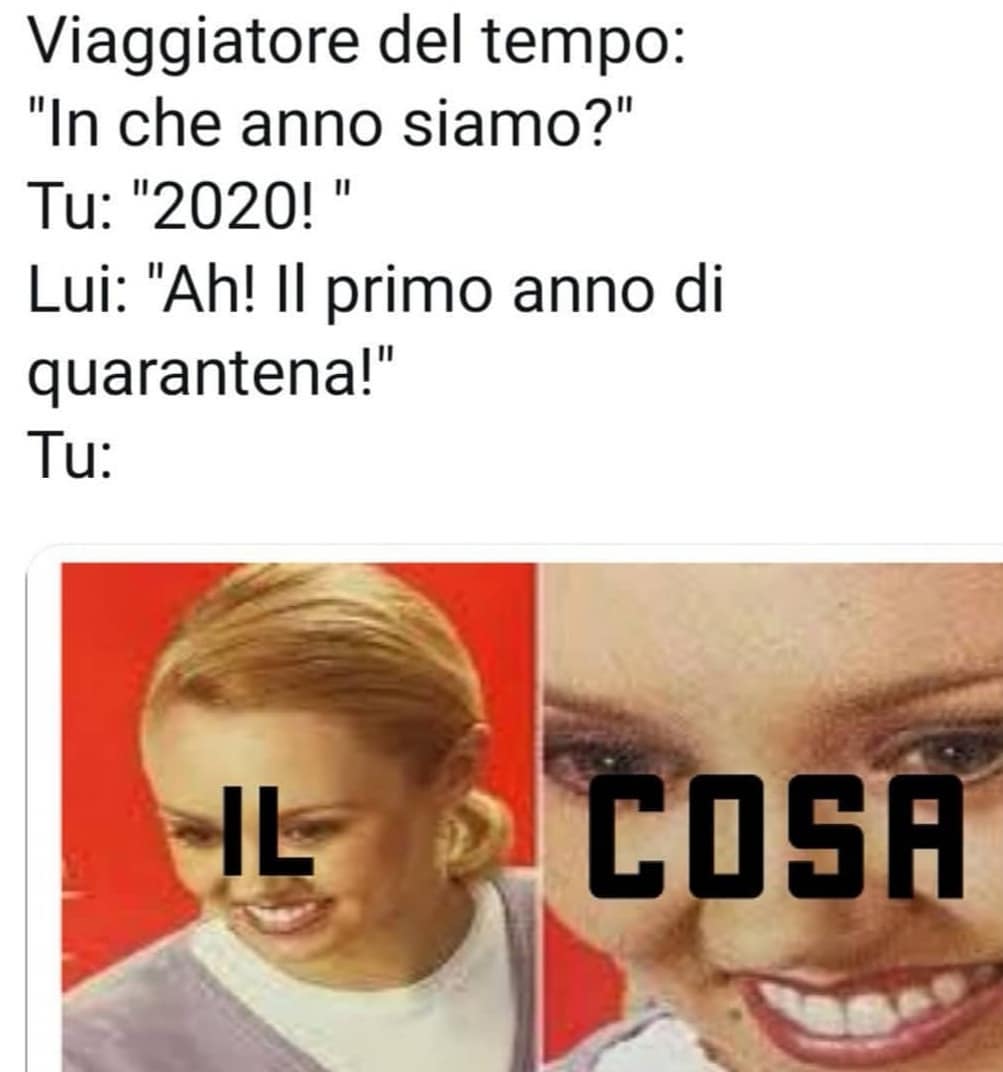 Viaggiatore del tempo:
"In che anno siamo?"
Tu: "2020! "
Lui: "Ah! Il primo anno di
quarantena!"
Tu:
IL COSA